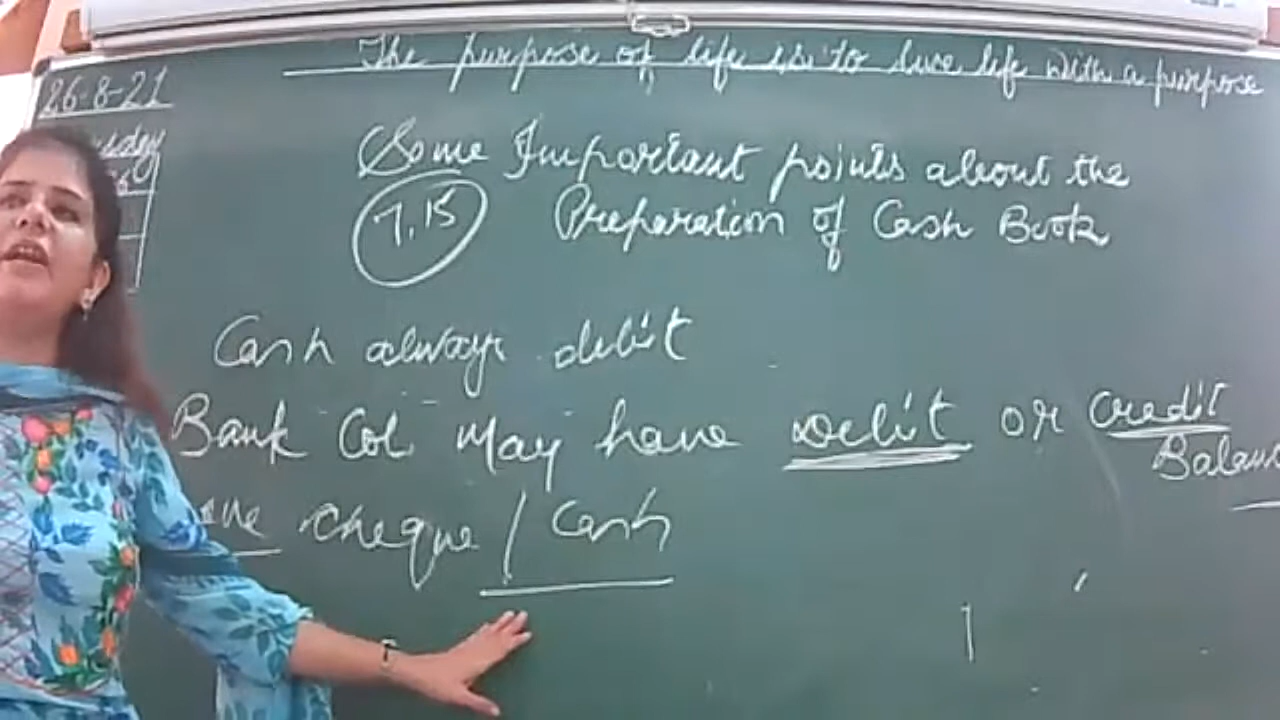 The purpose of life is to live life with a purpose
26-8-21
Some Important points about the
7.15 Preparation of Cash Book
Cash always debit
Bank Col. May have Debit or Credit
cheque / Cash